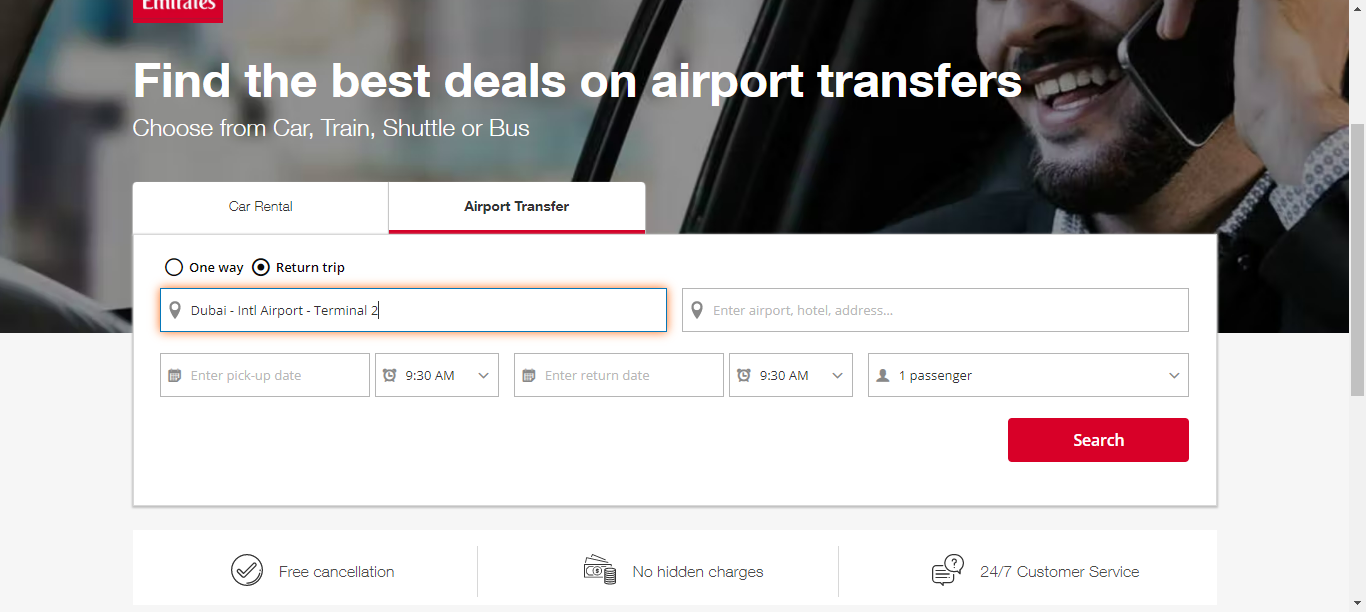 Emirates
Find the best deals on airport transfers
Choose from Car, Train, Shuttle or Bus
Car Rental
Airport Transfer
One way
Return trip
Dubai - Intl Airport - Terminal 2
Enter airport, hotel, address...
Enter pick-up date
9:30 AM
Enter return date
9:30 AM
1 passenger
Search
Free cancellation
No hidden charges
24/7 Customer Service